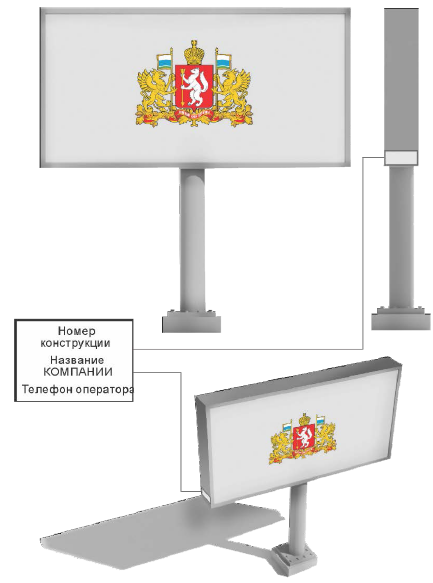 Номер
конструкции
Название
КОМПАНИИ
Телефон оператора